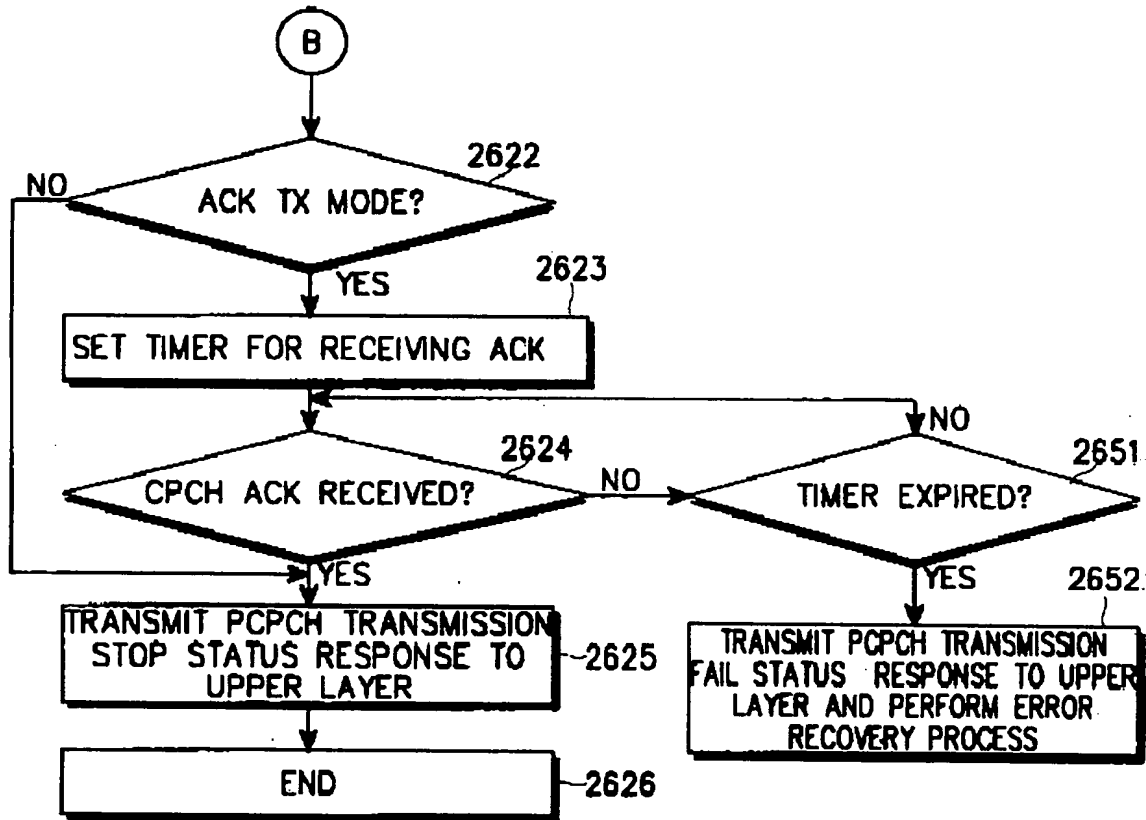 B
2622
NO
ACK TX MODE?
YES
2623
SET TIMER FOR RECEIVING ACK
NO
2624
2651
CPCH ACK RECEIVED?
NO
TIMER EXPIRED?
YES
YES
2652
TRANSMIT PCPCH TRANSMISSION
STOP STATUS RESPONSE TO
UPPER LAYER
2625
TRANSMIT PCPCH TRANSMISSION
FAIL STATUS RESPONSE TO UPPER
LAYER AND PERFORM ERROR
RECOVERY PROCESS
END
2626